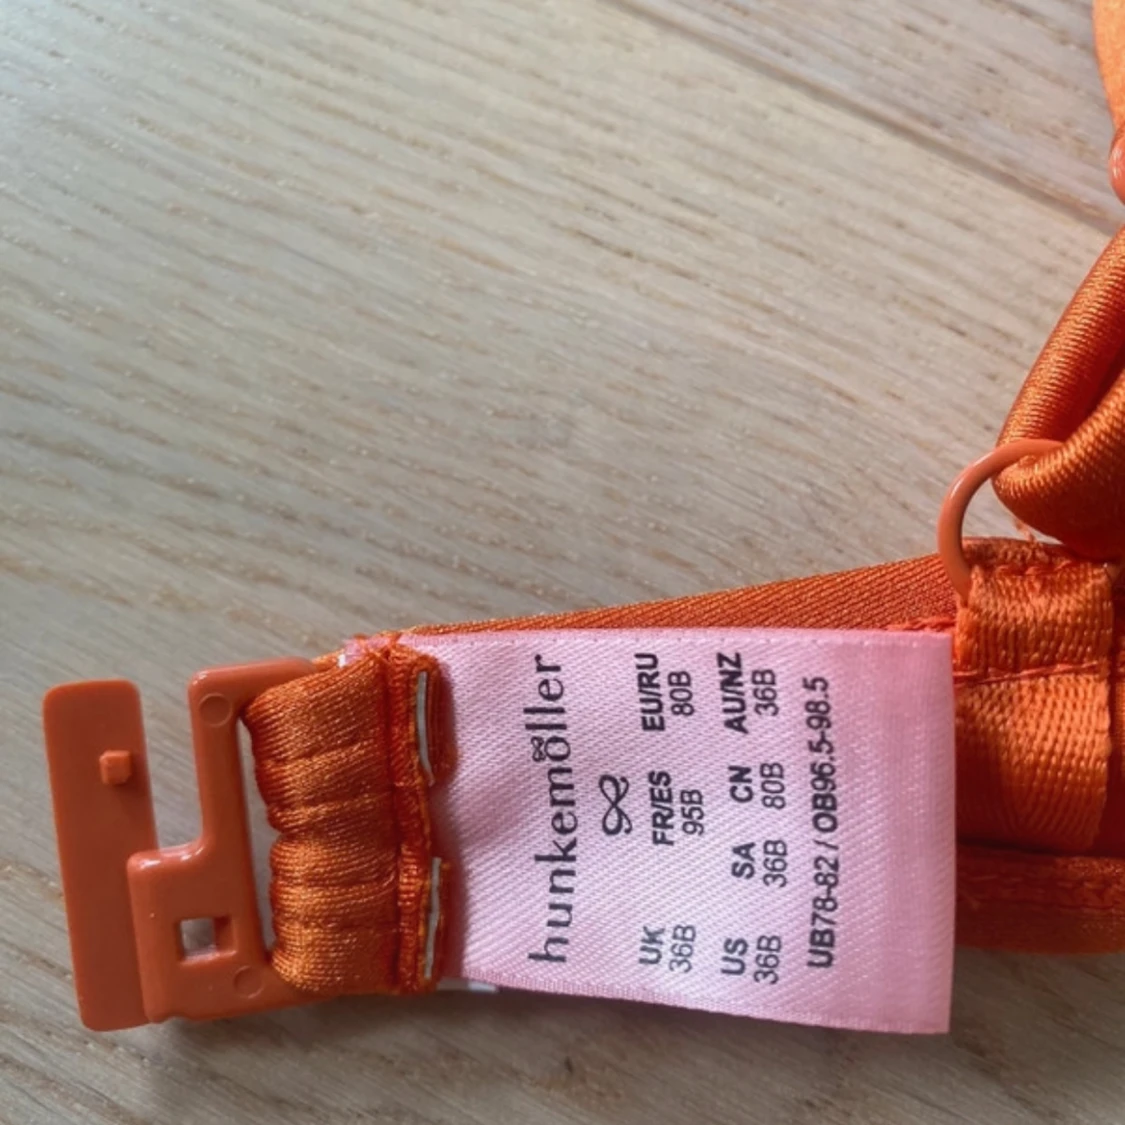 hunkemöller
UK FR/ES EU/RU
36B 95B 80B
US SA CN AU/NZ
36B 36B 80B 36B
UB78-82 / OB96.5-98.5